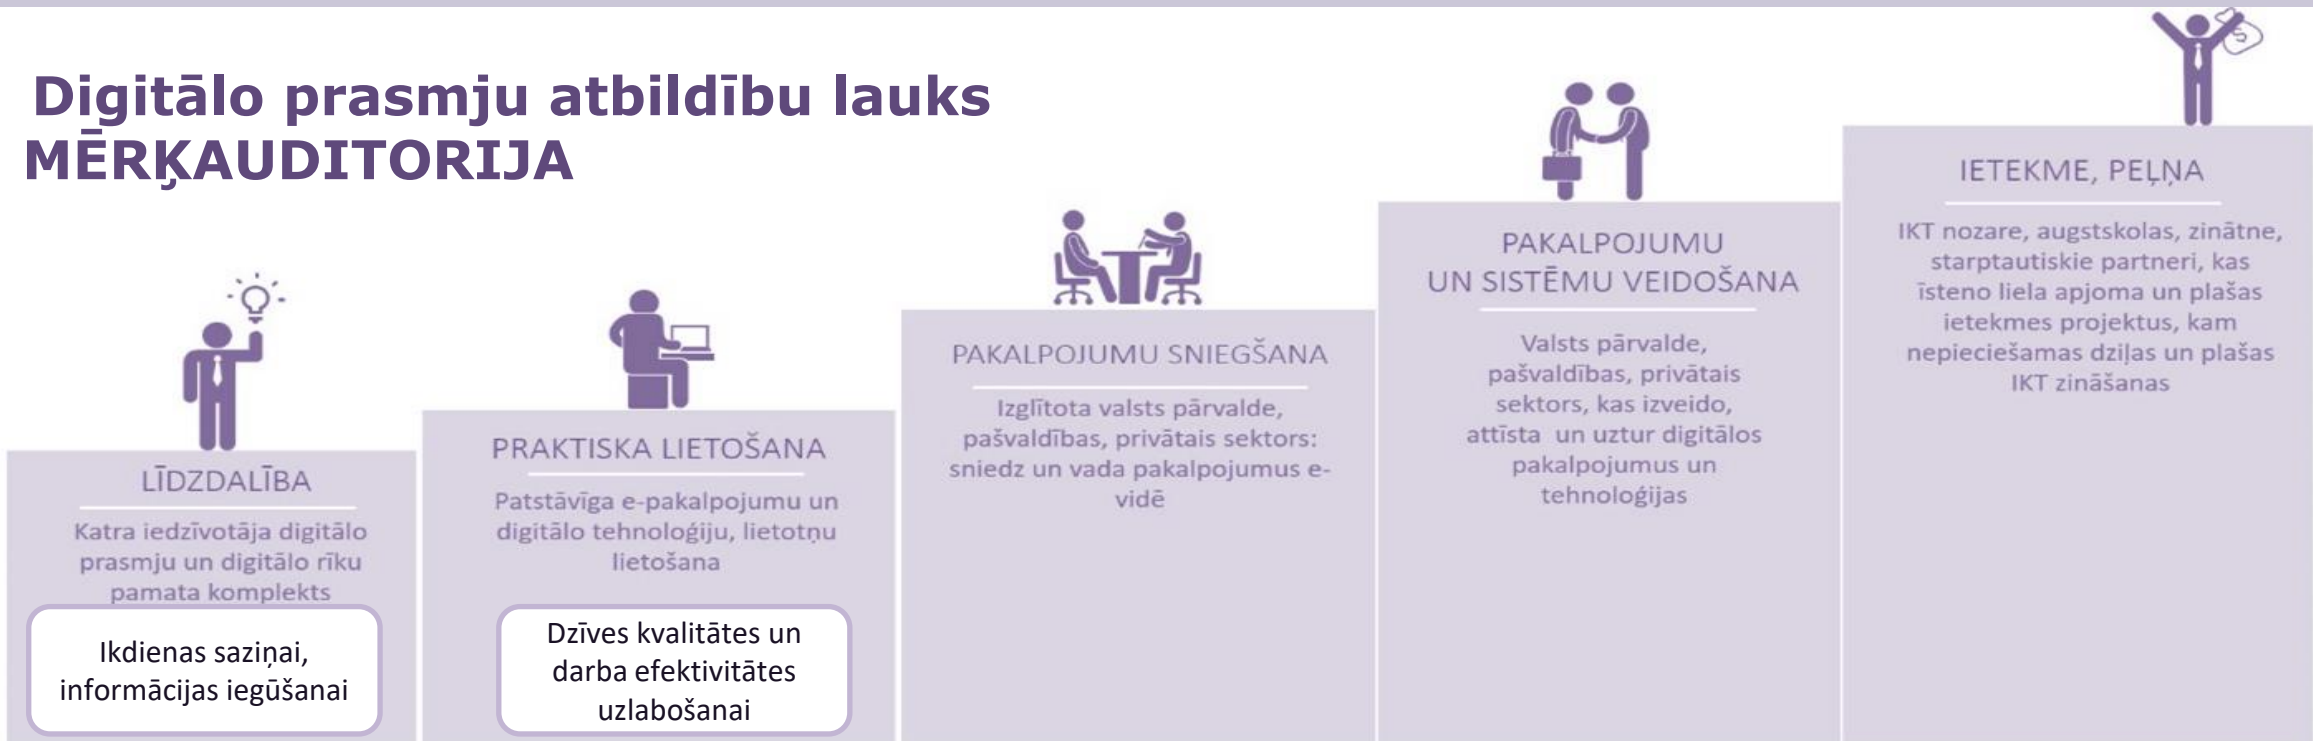 Digitālo prasmju atbildību lauks
MĒRĶAUDITORIJA
LĪDZDALĪBA
Katra iedzīvotāja digitālo
prasmju un digitālo rīku
pamata komplekts
Ikdienas saziņai,
informācijas iegūšanai
PRAKTISKA LIETOŠANA
Patstāvīga e-pakalpojumu un
digitālo tehnoloģiju, lietotņu
lietošana
Dzīves kvalitātes un
darba efektivitātes
uzlabošanai
PAKALPOJUMU SNIEGŠANA
Izglītota valsts pārvalde,
pašvaldības, privātais sektors:
sniedz un vada pakalpojumus e-
vidē
PAKALPOJUMU
UN SISTĒMU VEIDOŠANA
Valsts pārvalde,
pašvaldības, privātais
sektors, kas izveido,
attīsta un uztur digitālos
pakalpojumus un
tehnoloģijas
IETEKME, PEĻŅA
IKT nozare, augstskolas, zinātne,
starptautiskie partneri, kas
īsteno liela apjoma un plašas
ietekmes projektus, kam
nepieciešamas dziļas un plašas
IKT zināšanas